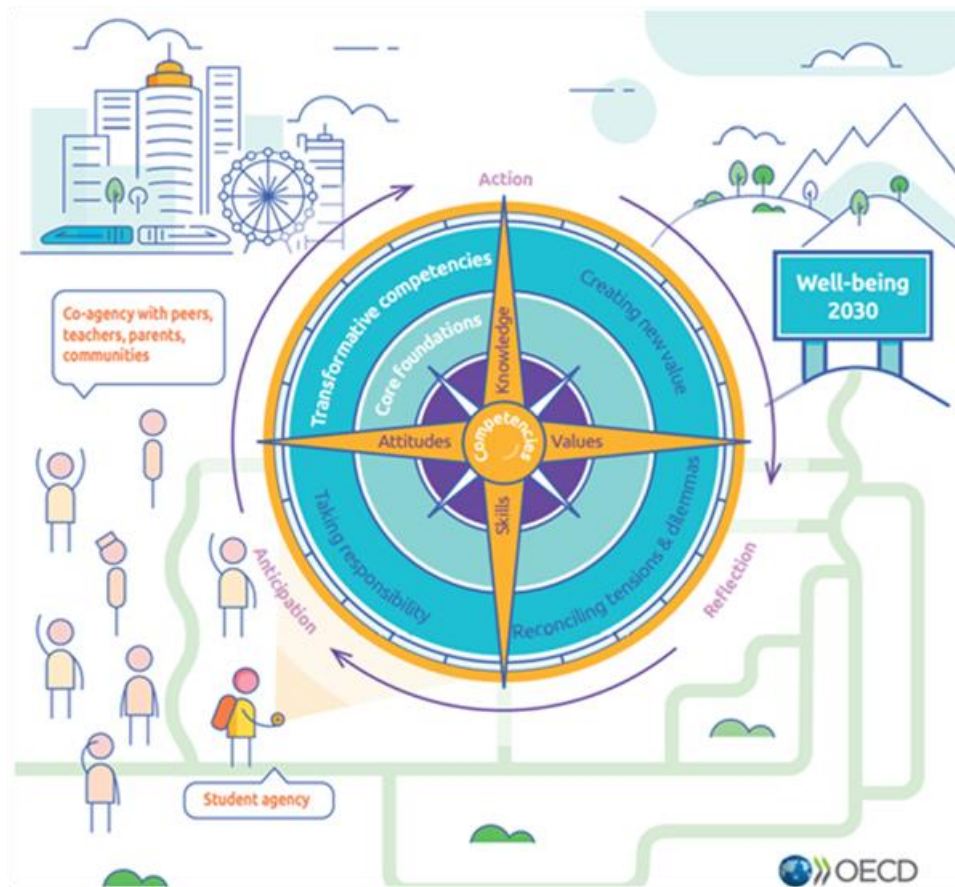 Action
Transformative competencies
Core foundations
Creating new value
Knowledge
Well-being
2030
Co-agency with peers,
teachers, parents,
communities
Attitudes
Competencies
Values
Skills
Taking responsibility
Reconciling tensions & dilemmas
Anticipation
Reflection
Student agency
OECD